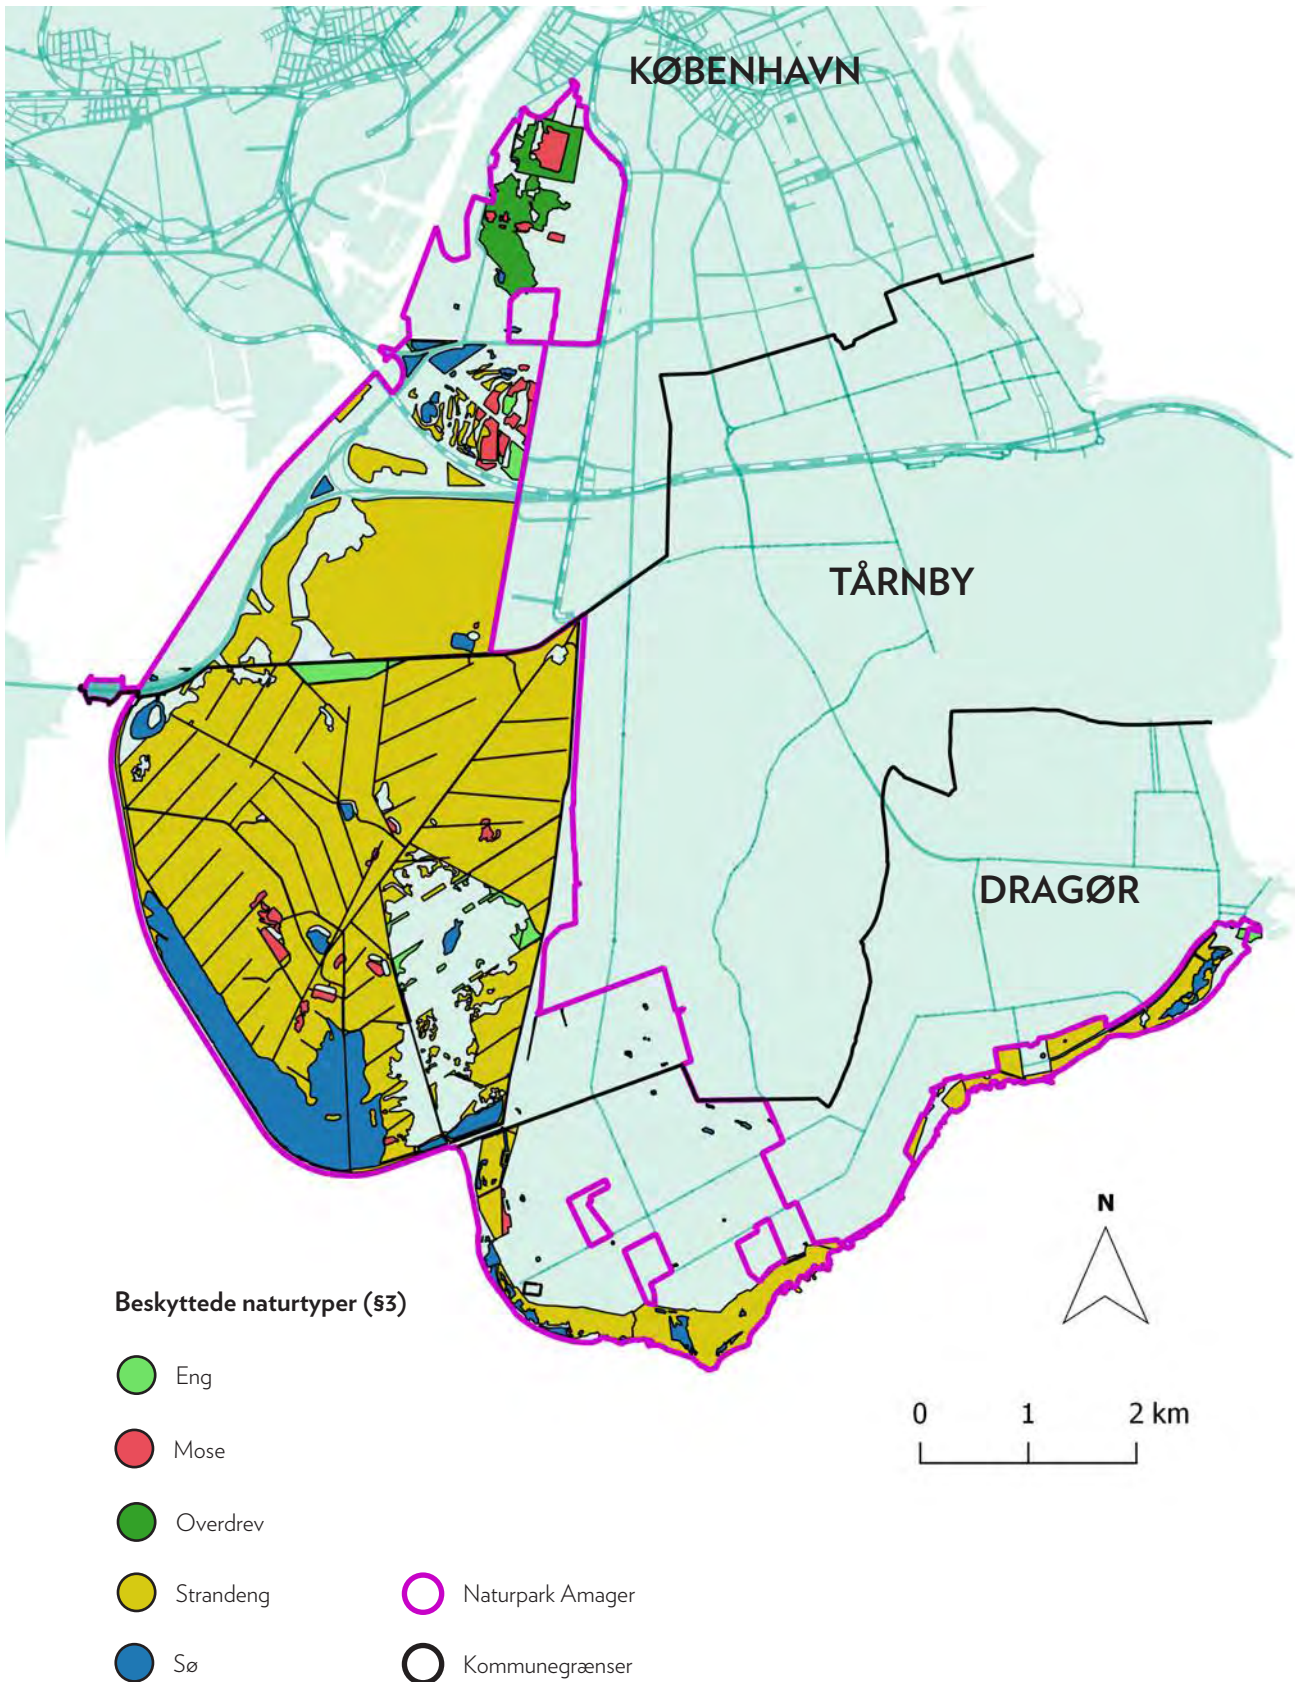 KØBENHAVN
TÅRNBY
DRAGØR
N
Beskyttede naturtyper (§3)
Eng
Mose
Overdrev
Strandeng
Sø
Naturpark Amager
Kommunegrænser
0 1 2 km